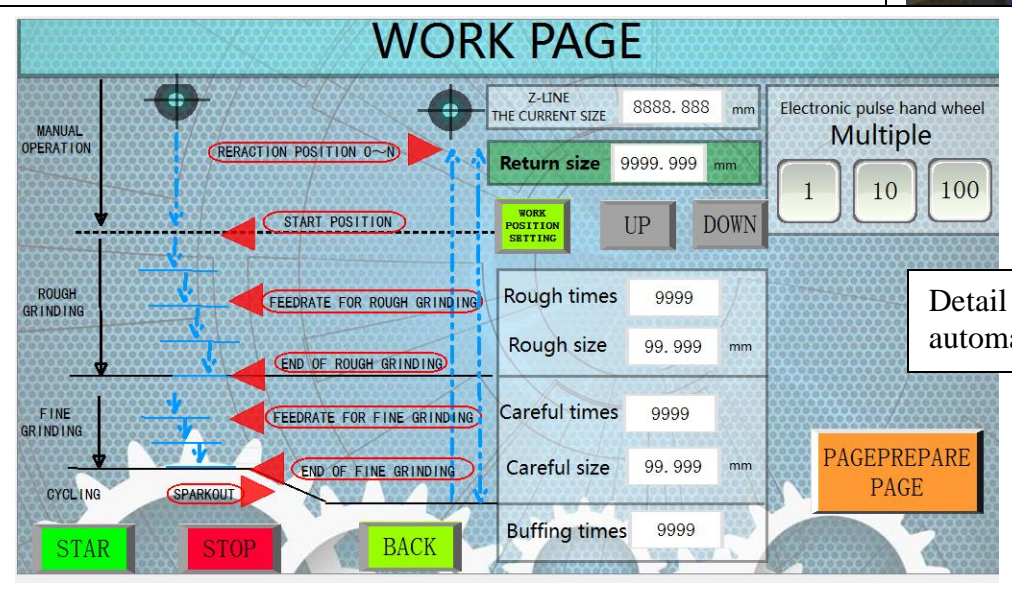 WORK PAGE
MANUAL
OPERATION
RERACTION POSITION 0～N
START POSITION
ROUGH
GRINDING
FEEDRATE FOR ROUGH GRINDING
END OF ROUGH GRINDING
FINE
GRINDING
FEEDRATE FOR FINE GRINDING
END OF FINE GRINDING
CYCLING
SPARKOUT
STAR
STOP
BACK
Z-LINE
THE CURRENT SIZE
8888.888 mm
Return size 9999.999 mm
WORK
POSITION
SETTING
UP
DOWN
Rough times 9999
Rough size 99.999 mm
Careful times 9999
Careful size 99.999 mm
Buffing times 9999
Electronic pulse hand wheel
Multiple
1 10 100
Detail
PAGEPREPARE
PAGE